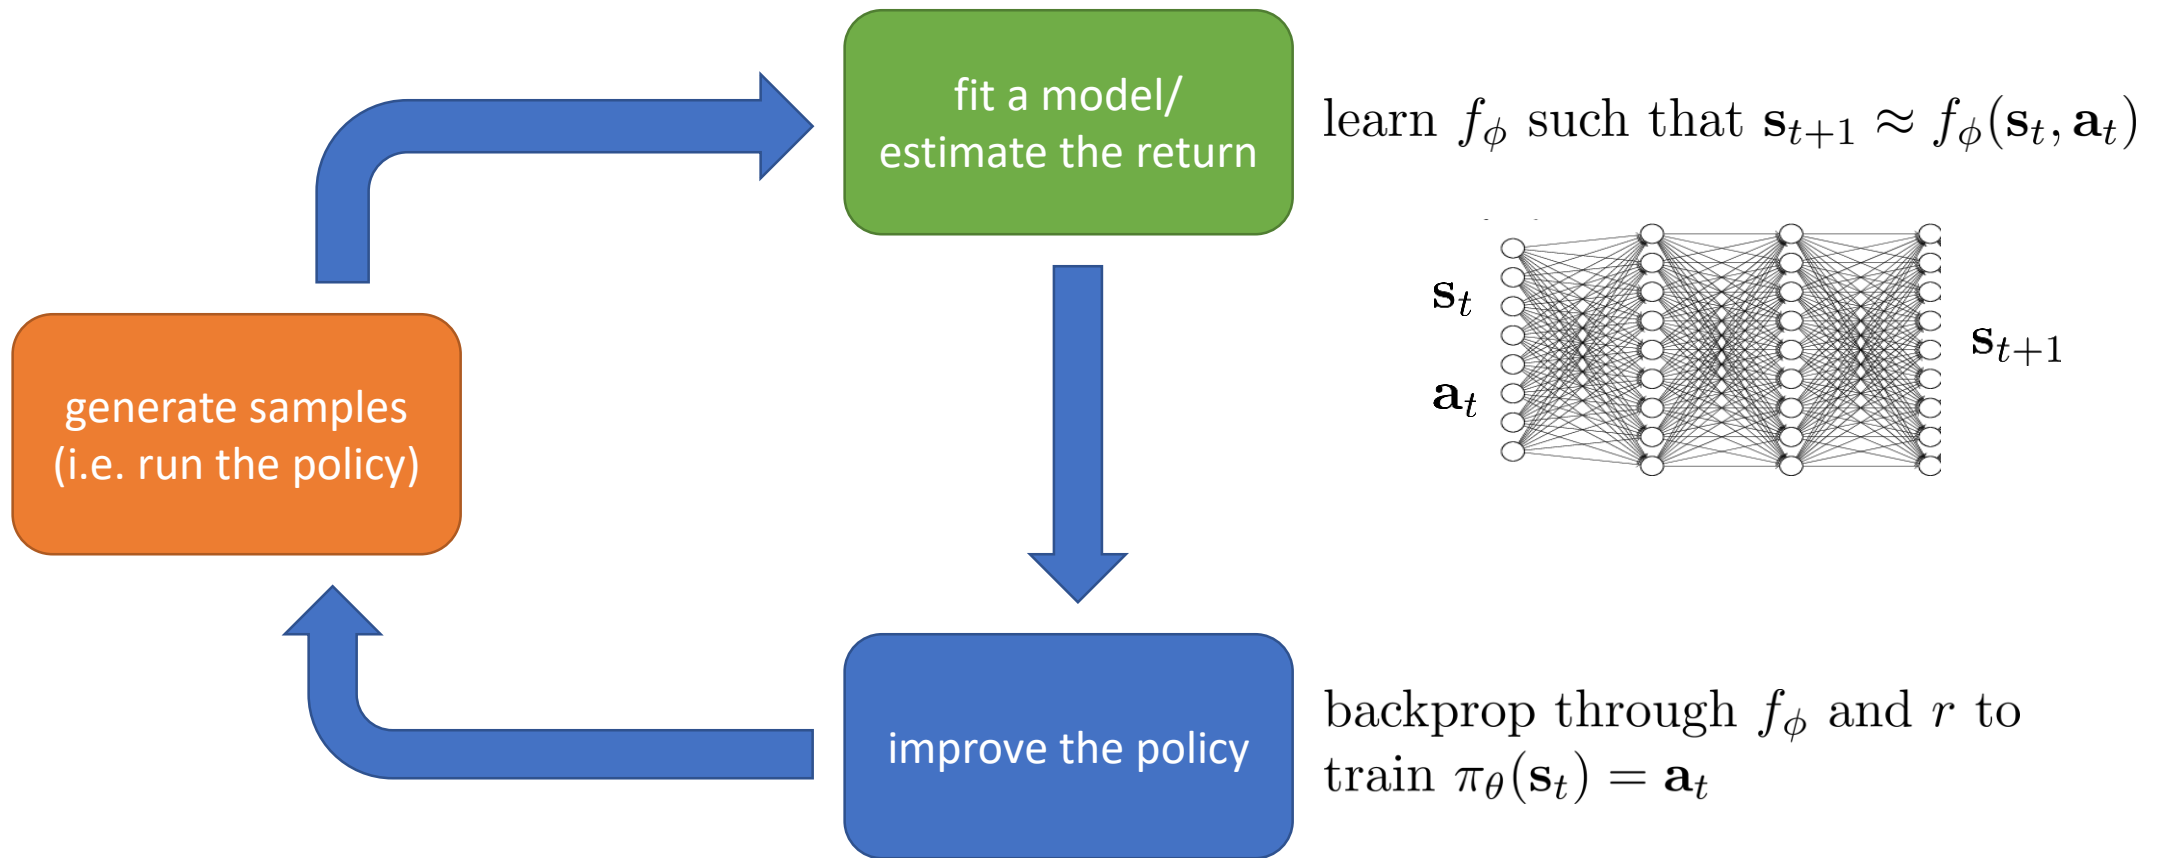 fit a model/
estimate the return
learn f_ϕ such that s_{t+1} ≈ f_ϕ(s_t, a_t)
s_t
a_t
s_{t+1}
generate samples
(i.e. run the policy)
improve the policy
backprop through f_ϕ and r to
train π_θ(s_t) = a_t